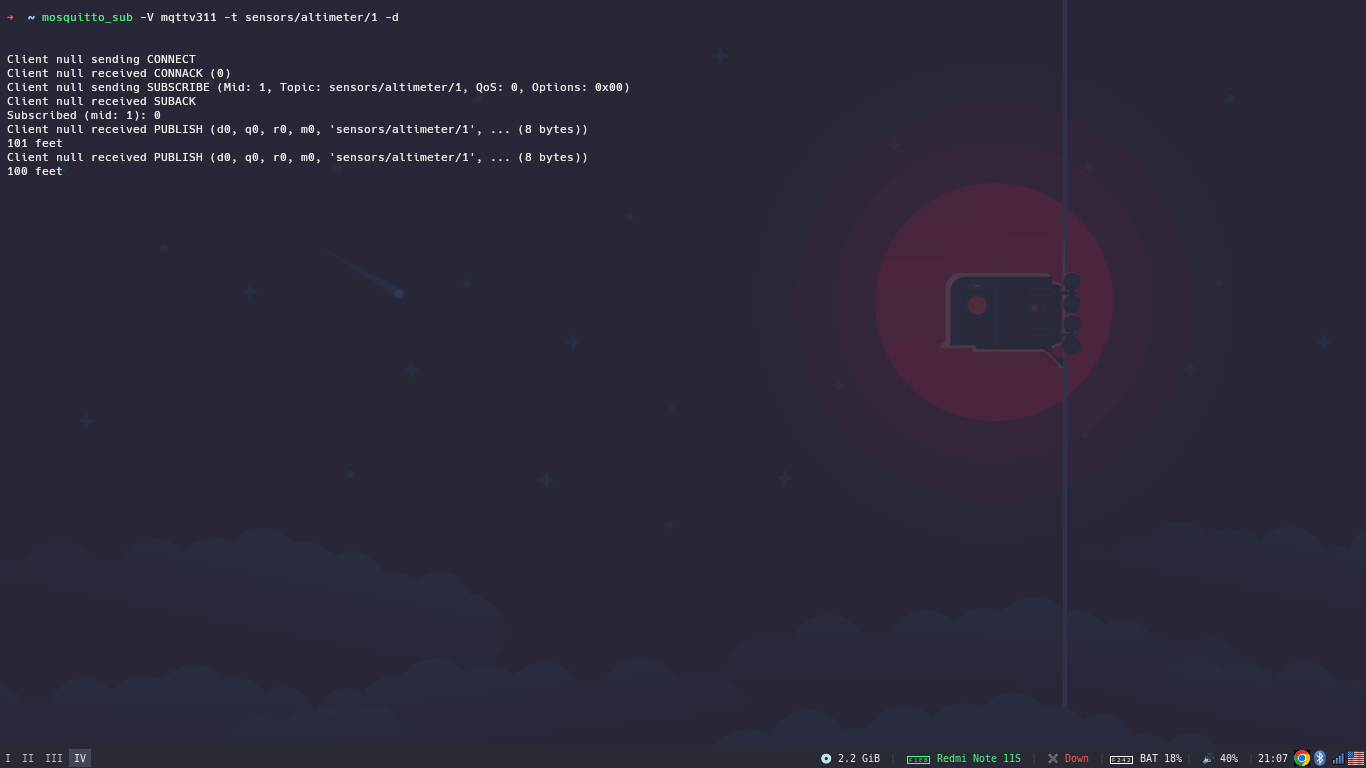 ➜  ~ mosquitto_sub -V mqttv311 -t sensors/altimeter/1 -d
Client null sending CONNECT
Client null received CONNACK (0)
Client null sending SUBSCRIBE (Mid: 1, Topic: sensors/altimeter/1, QoS: 0, Options: 0x00)
Client null received SUBACK
Subscribed (mid: 1): 0
Client null received PUBLISH (d0, q0, r0, m0, 'sensors/altimeter/1', ... (8 bytes))
101 feet
Client null received PUBLISH (d0, q0, r0, m0, 'sensors/altimeter/1', ... (8 bytes))
100 feet
I II III IV 2.2 GiB | Redmi Note 11S | Down | F242 BAT 18% | 40% | 21:07